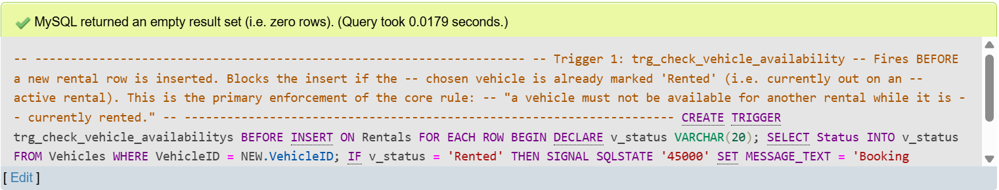 MySQL returned an empty result set (i.e. zero rows). (Query took 0.0179 seconds.)
-- --------------------------------------------------------------------- -- Trigger 1: trg_check_vehicle_availability -- Fires BEFORE
a new rental row is inserted. Blocks the insert if the -- chosen vehicle is already marked 'Rented' (i.e. currently out on an --
active rental). This is the primary enforcement of the core rule: -- "a vehicle must not be available for another rental while it is -
- currently rented." -- --------------------------------------------------------------------- CREATE TRIGGER
trg_check_vehicle_availabilitys BEFORE INSERT ON Rentals FOR EACH ROW BEGIN DECLARE v_status VARCHAR(20); SELECT Status INTO v_status
FROM Vehicles WHERE VehicleID = NEW.VehicleID; IF v_status = 'Rented' THEN SIGNAL SQLSTATE '45000' SET MESSAGE_TEXT = 'Booking
[ Edit ]